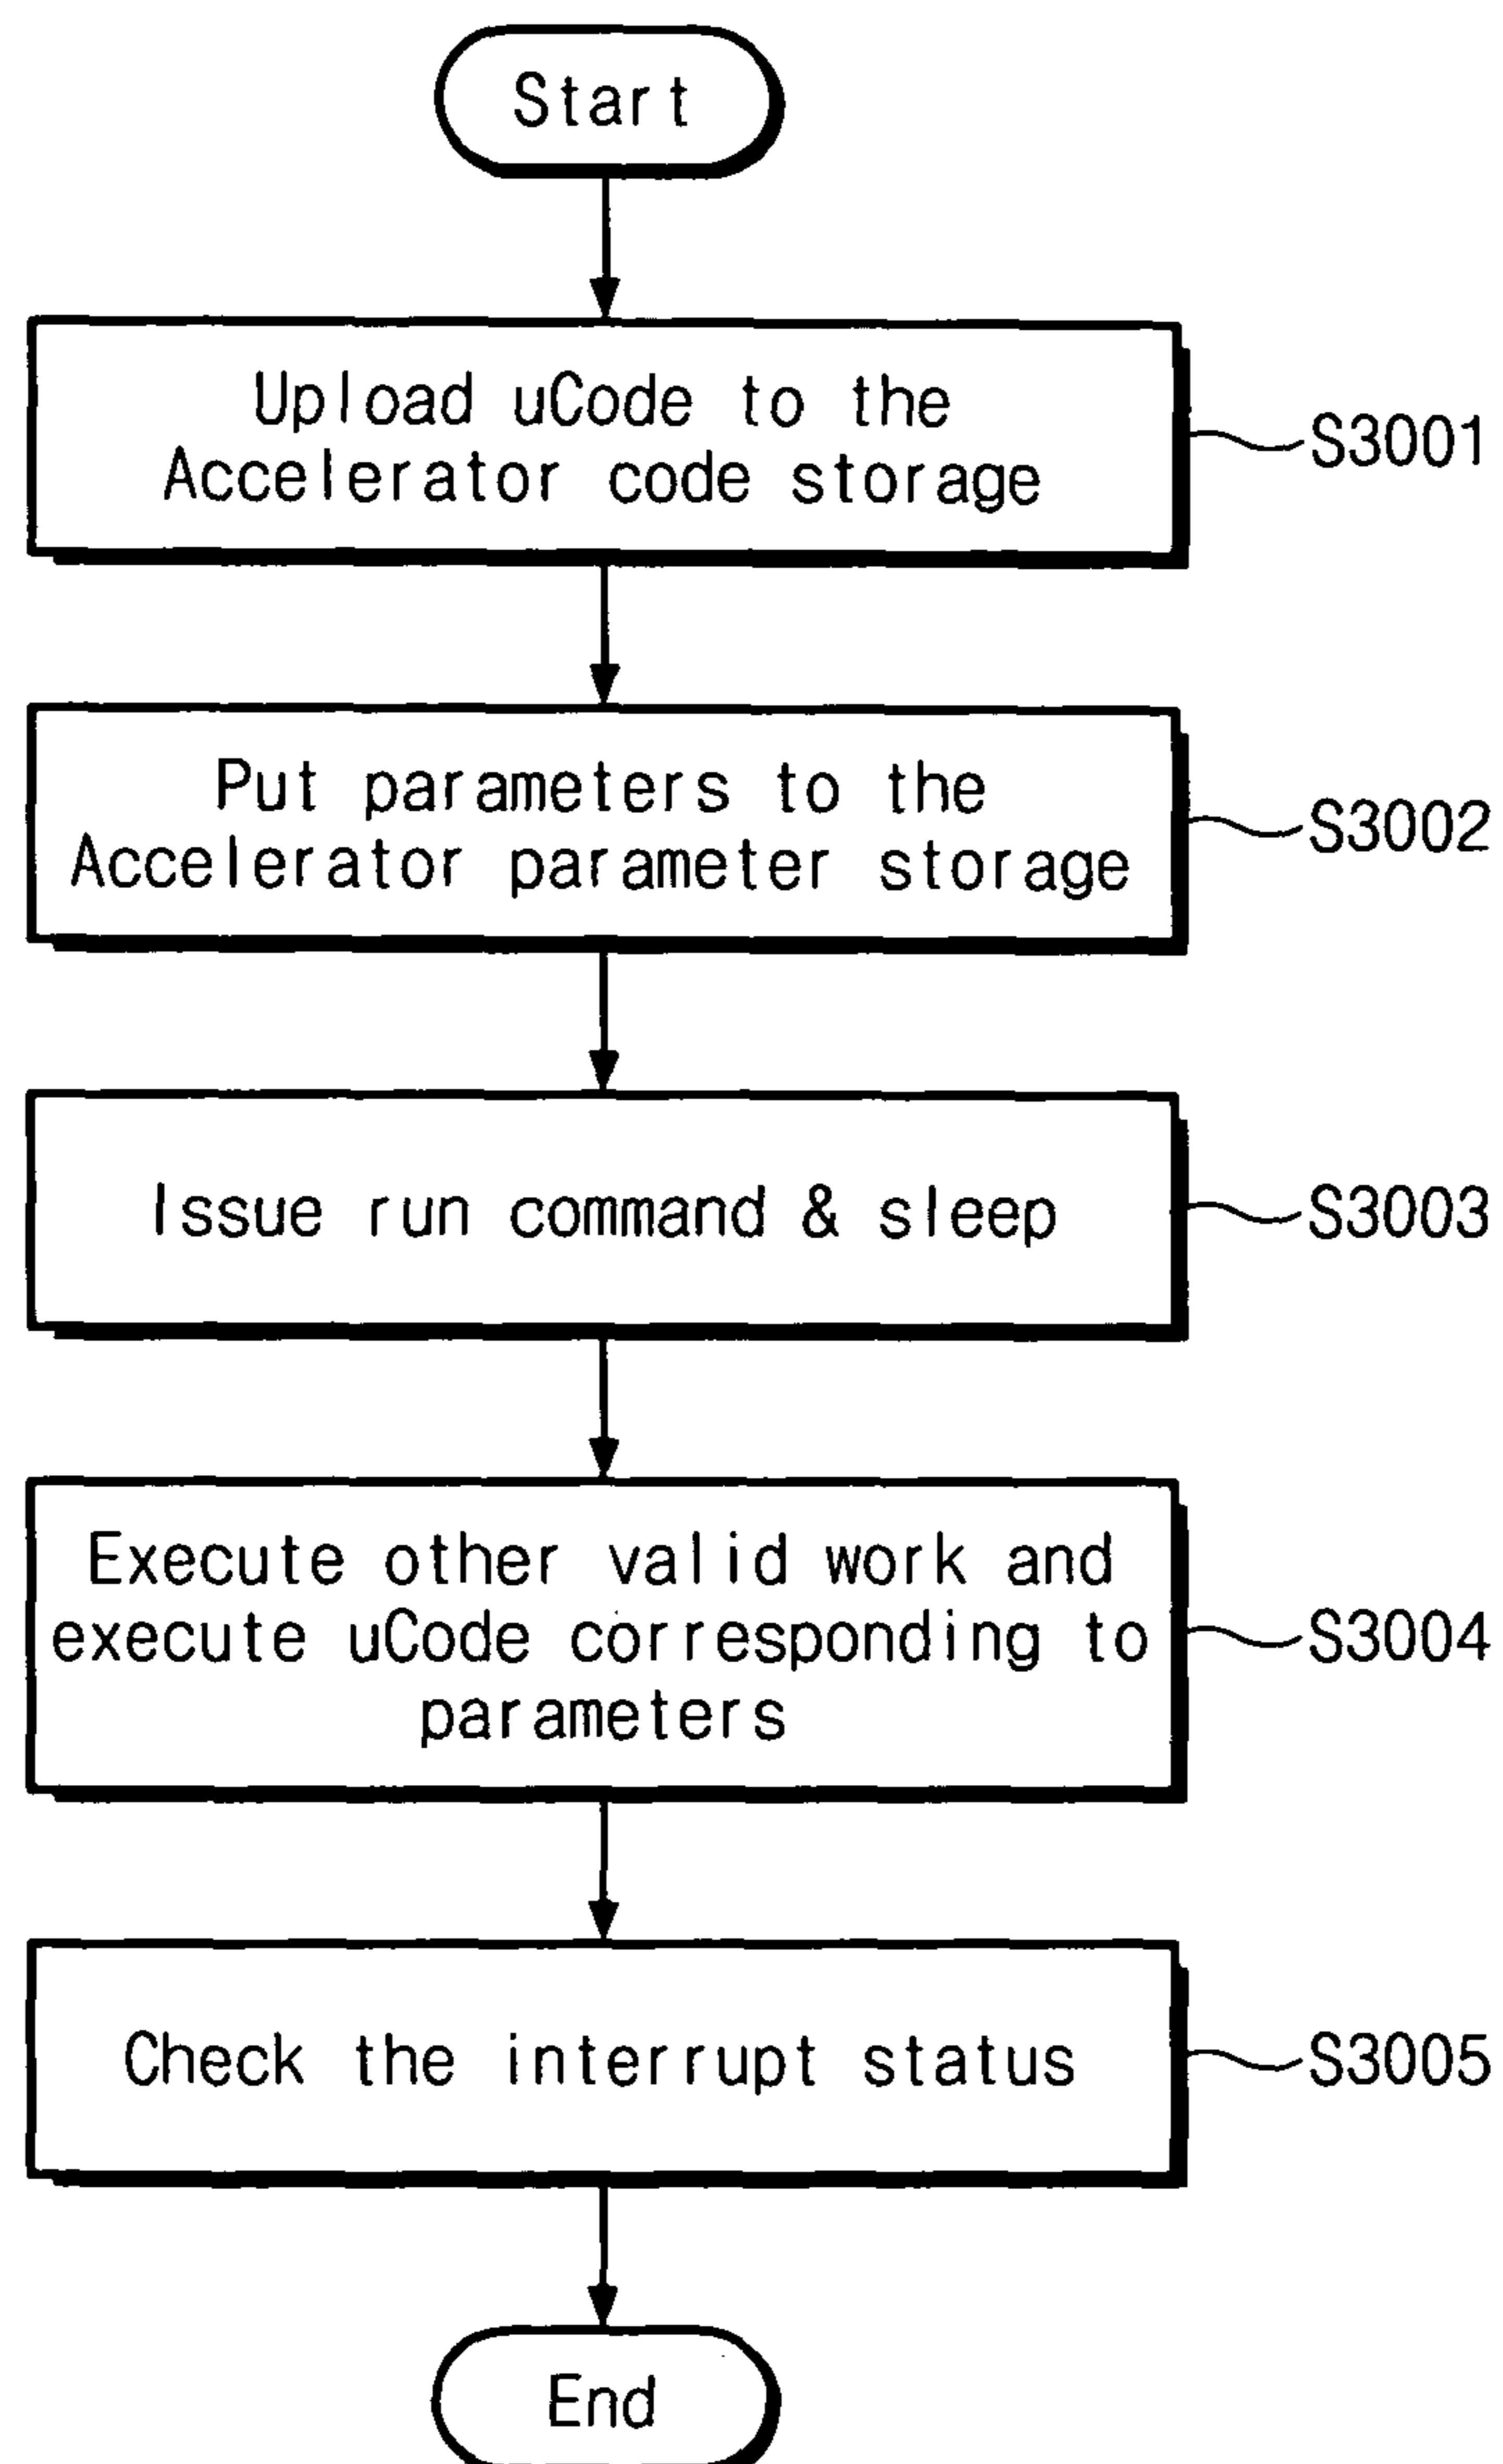 Start
Upload uCode to the
Accelerator code storage
S3001
Put parameters to the
Accelerator parameter storage
S3002
Issue run command & sleep
S3003
Execute other valid work and
execute uCode corresponding to
parameters
S3004
Check the interrupt status
S3005
End